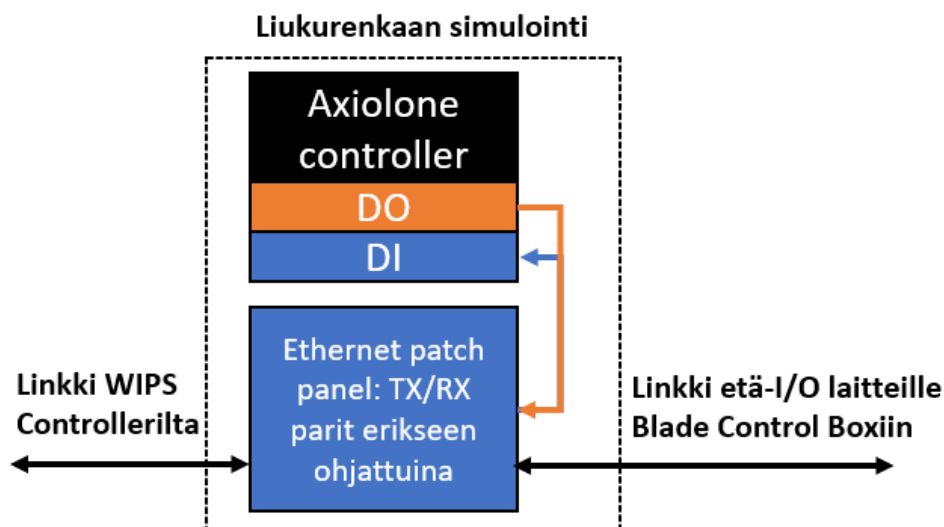 Liukurenkaan simulointi
Axiolone
controller
DO
DI
Ethernet patch
panel: TX/RX
parit erikseen
ohjattuina
Linkki WIPS
Controllerilta
Linkki etä-I/O laitteille
Blade Control Boxiin